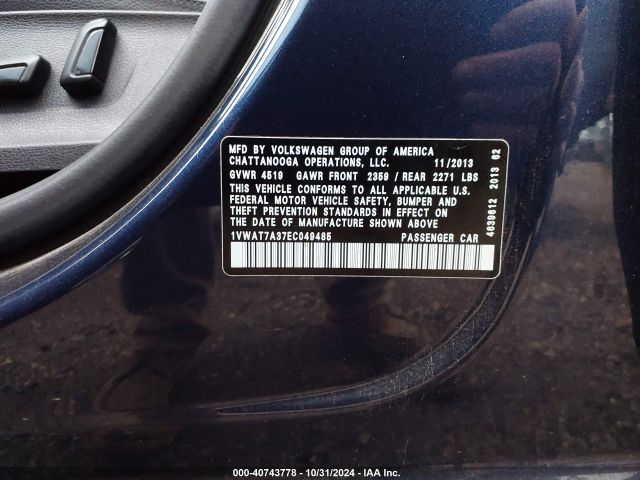 MFD BY VOLKSWAGEN GROUP OF AMERICA
CHATTANOOGA OPERATIONS, LLC. 11/2013
GVWR 4519 GAWR FRONT 2359 / REAR 2271 LBS
THIS VEHICLE CONFORMS TO ALL APPLICABLE U.S.
FEDERAL MOTOR VEHICLE SAFETY, BUMPER AND
THEFT PREVENTION STANDARDS IN EFFECT ON
THE DATE OF MANUFACTURE SHOWN ABOVE
1VWAT7A37EC049485 PASSENGER CAR
4639612 2013 62
000-40743778 - 10/31/2024 - IAA Inc.